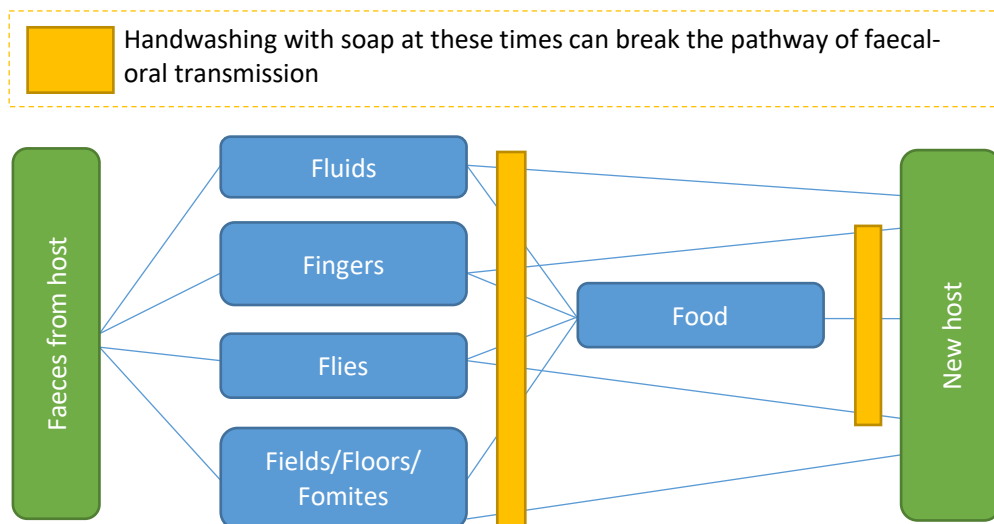 Handwashing with soap at these times can break the pathway of faecal-
oral transmission
Faeces from host
Fluids
Fingers
Flies
Fields/Floors/
Fomites
Food
New host